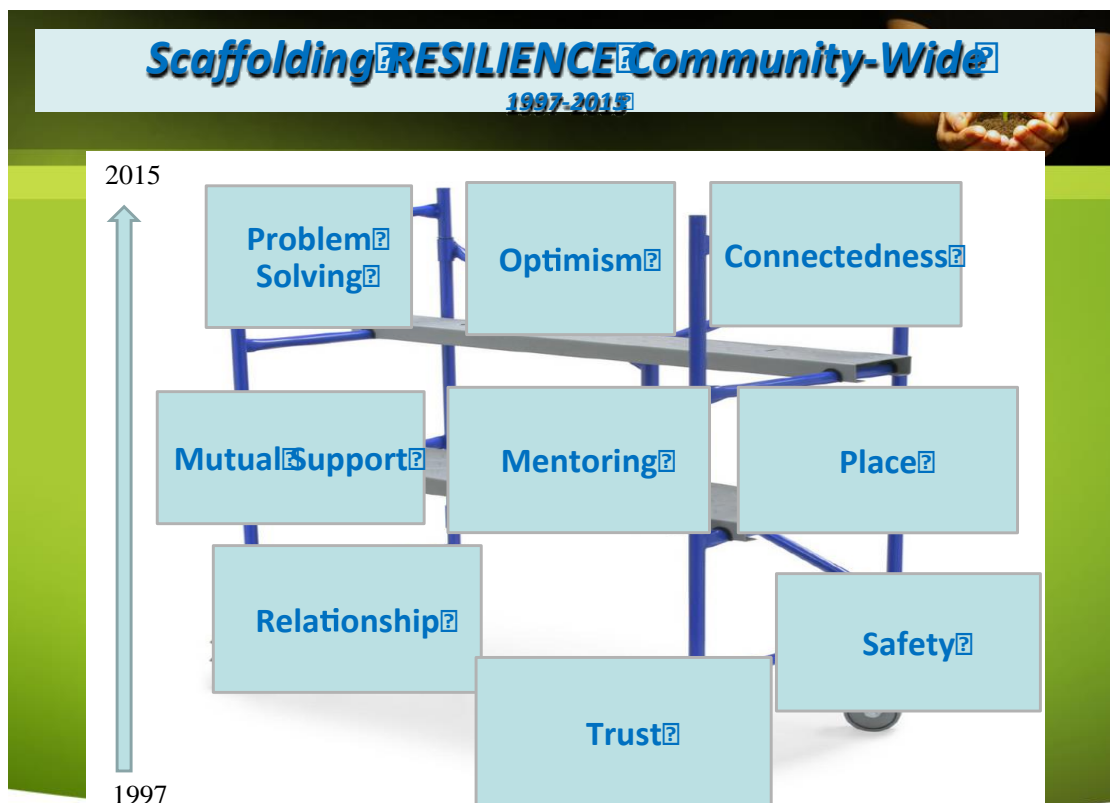 Scaffolding RESILIENCE Community-Wide
1997-2015
2015
Problem
Solving
Optimism
Connectedness
Mutual Support
Mentoring
Place
Relationship
Safety
Trust
1997